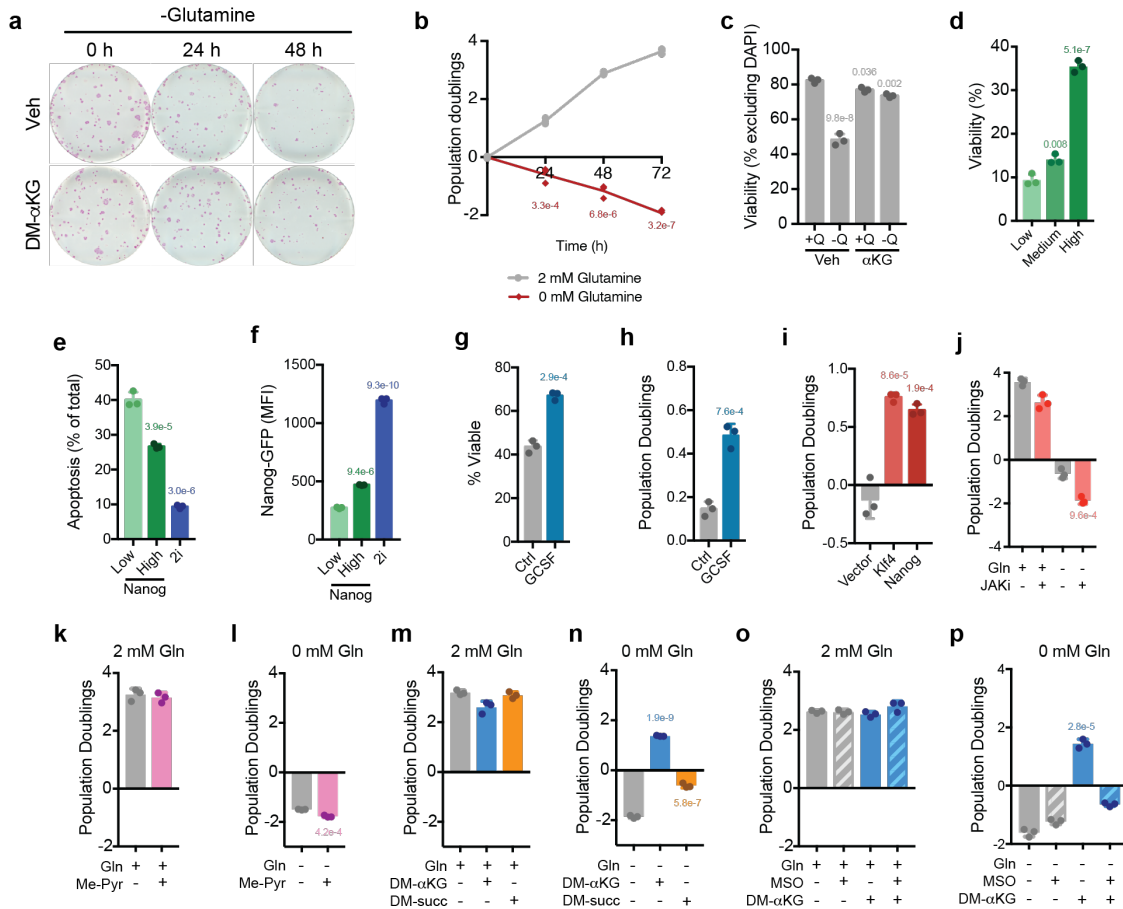 a
-Glutamine
0 h 24 h 48 h
Veh
DM-αKG
b
Population doublings
4
2
0
-2
24 48 72
3.3e-4
6.8e-6
3.2e-7
Time (h)
2 mM Glutamine
0 mM Glutamine
c
Viability (% excluding DAPI)
100
80
60
40
20
0
9.8e-8
0.036
0.002
+Q -Q +Q -Q
Veh αKG
d
Viability (%)
50
40
30
20
10
0
0.008
5.1e-7
Low
Medium
High
e
Apoptosis (% of total)
50
40
30
20
10
0
3.9e-5
3.0e-6
Low
High
2i
Nanog
f
Nanog-GFP (MFI)
1500
1000
500
0
9.4e-6
9.3e-10
Low
High
2i
Nanog
g
% Viable
80
60
40
20
0
2.9e-4
Ctrl
GCSF
h
Population Doublings
0.8
0.6
0.4
0.2
0.0
7.6e-4
Ctrl
GCSF
i
Population Doublings
1.0
0.5
0.0
-0.5
8.6e-5
1.9e-4
Vector
Klf4
Nanog
j
Population Doublings
4
2
0
-2
-4
9.6e-4
Gln + + - -
JAKi - + - +
k
2 mM Gln
Population Doublings
4
2
0
-2
Gln + +
Me-Pyr - +
l
0 mM Gln
Population Doublings
4
2
0
-2
4.2e-4
Gln - -
Me-Pyr - +
m
2 mM Gln
Population Doublings
4
2
0
-2
Gln + + +
DM-αKG - + -
DM-succ - - +
n
0 mM Gln
Population Doublings
4
2
0
-2
1.9e-9
5.8e-7
Gln - - -
DM-αKG - + -
DM-succ - - +
o
2 mM Gln
Population Doublings
4
3
2
1
0
-1
-2
Gln + + + +
MSO - + - +
DM-αKG - - + +
p
0 mM Gln
Population Doublings
4
2
0
-2
2.8e-5
Gln - - - -
MSO - + - +
DM-αKG - - + +